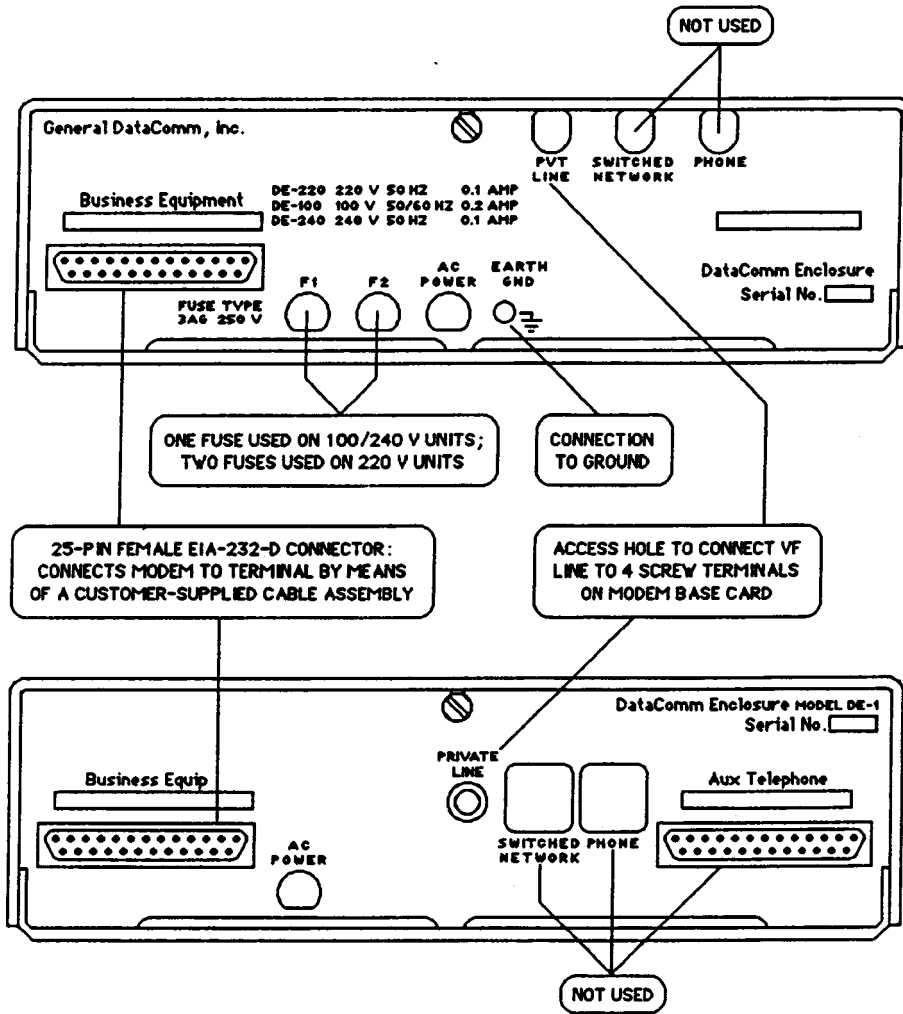 NOT USED
General DataComm, Inc.
PVT LINE
SWITCHED NETWORK
PHONE
Business Equipment
DE-220 220 V 50 HZ 0.1 AMP
DE-100 100 V 50/60 HZ 0.2 AMP
DE-240 240 V 50 HZ 0.1 AMP
DataComm Enclosure
Serial No.
FUSE TYPE
3AG 250 V
F1
F2
AC
POWER
EARTH
GND
ONE FUSE USED ON 100/240 V UNITS;
TWO FUSES USED ON 220 V UNITS
CONNECTION
TO GROUND
25-PIN FEMALE EIA-232-D CONNECTOR:
CONNECTS MODEM TO TERMINAL BY MEANS
OF A CUSTOMER-SUPPLIED CABLE ASSEMBLY
ACCESS HOLE TO CONNECT VF
LINE TO 4 SCREW TERMINALS
ON MODEM BASE CARD
DataComm Enclosure MODEL DE-1
Serial No.
Business Equip
PRIVATE
LINE
Aux Telephone
AC
POWER
SWITCHED
NETWORK
PHONE
NOT USED